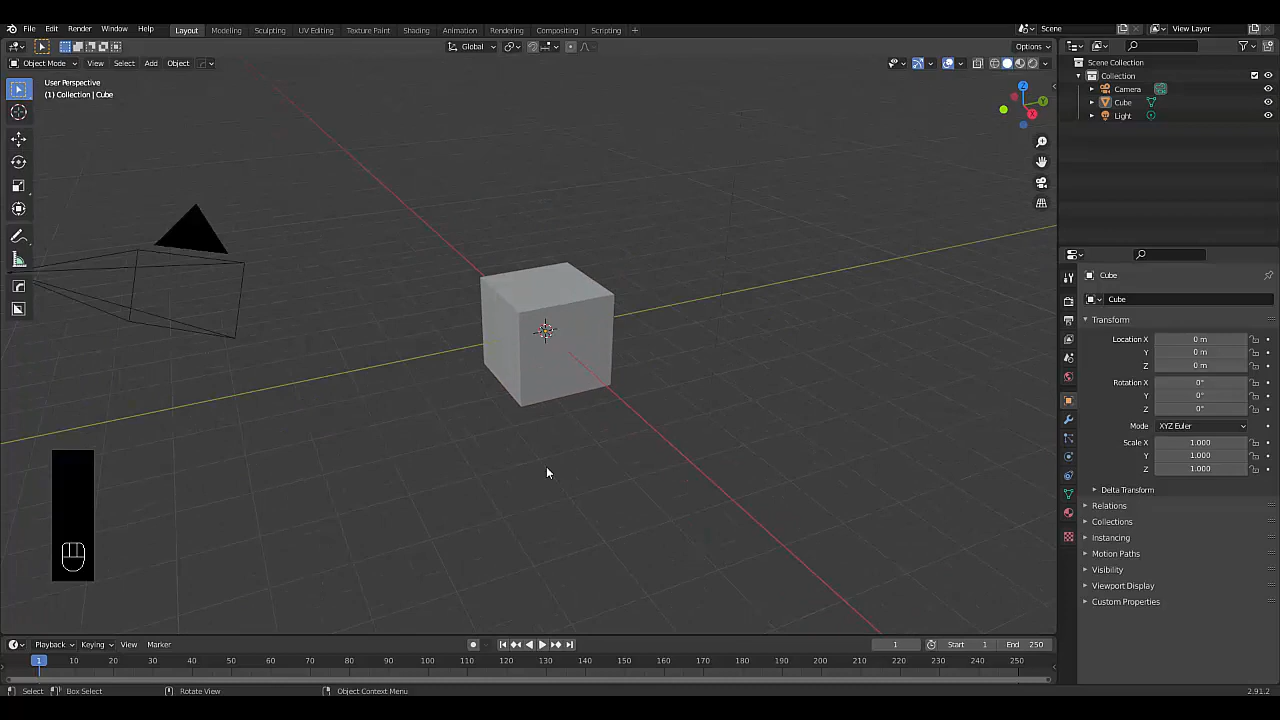 File Edit Render Window Help Layout Modeling Sculpting UV Editing Texture Paint Shading Animation Rendering Compositing Scripting + Scene View Layer
Global Options
Object Mode View Select Add Object
User Perspective
(1) Collection | Cube
Z
Y
X
Scene Collection
Collection
Camera
Cube
Light
Cube
Cube
Transform
Location X 0 m
Y 0 m
Z 0 m
Rotation X 0°
Y 0°
Z 0°
Mode XYZ Euler
Scale X 1.000
Y 1.000
Z 1.000
Delta Transform
Relations
Collections
Instancing
Motion Paths
Visibility
Viewport Display
Custom Properties
Playback Keying View Marker 1 Start 1 End 250
1 10 20 30 40 50 60 70 80 90 100 110 120 130 140 150 160 170 180 190 200 210 220 230 240 250
Select Box Select Rotate View Object Context Menu 2.91.2